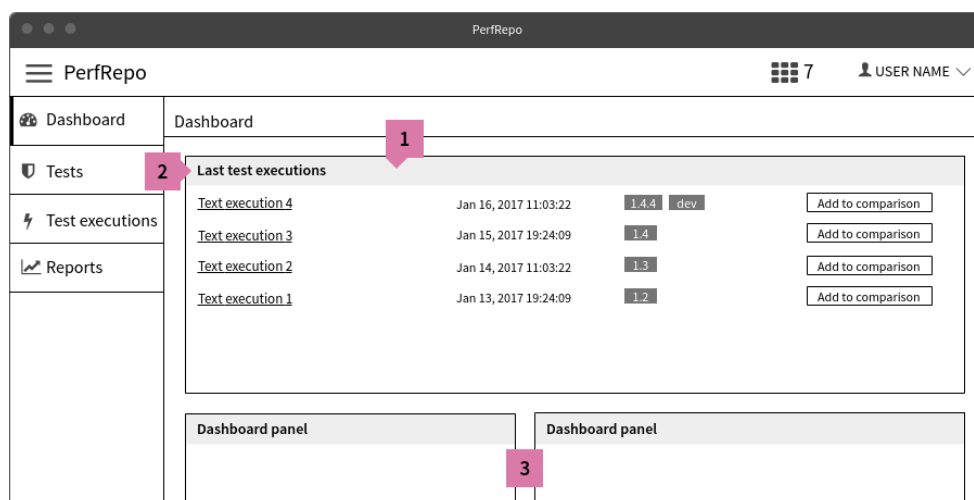 PerfRepo
PerfRepo 7 USER NAME
Dashboard
Tests
Test executions
Reports
Dashboard
1
2
Last test executions
Text execution 4 Jan 16, 2017 11:03:22 1.4.4 dev Add to comparison
Text execution 3 Jan 15, 2017 19:24:09 1.4 Add to comparison
Text execution 2 Jan 14, 2017 11:03:22 1.3 Add to comparison
Text execution 1 Jan 13, 2017 19:24:09 1.2 Add to comparison
Dashboard panel
Dashboard panel
3